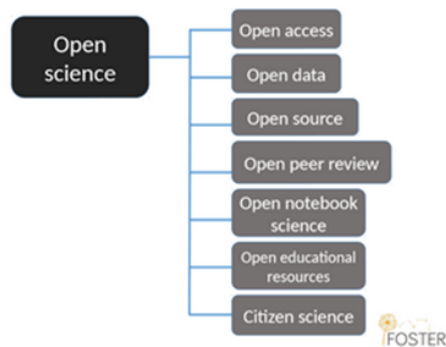 Open
science
Open access
Open data
Open source
Open peer review
Open notebook
science
Open educational
resources
Citizen science
FOSTER